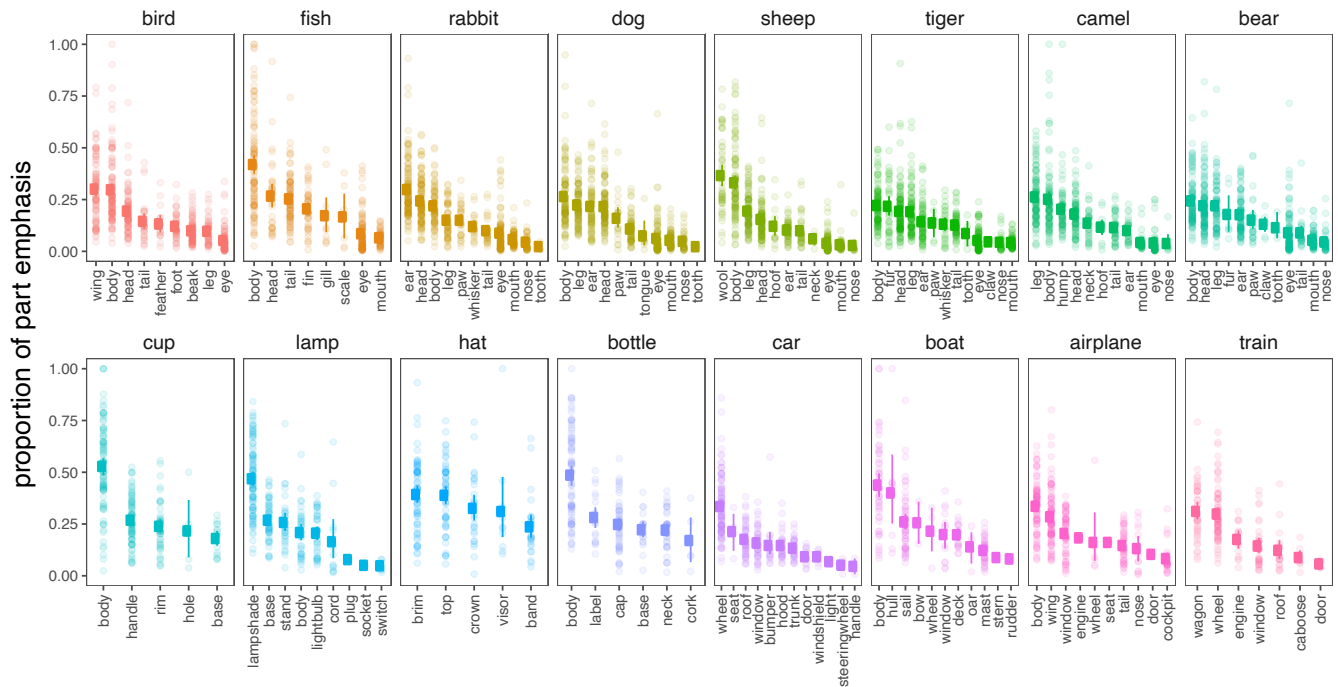 proportion of part emphasis
bird fish rabbit dog sheep tiger camel bear
1.00
0.75
0.50
0.25
0.00
wing body head tail feather foot beak leg eye
body head tail fin gill scale eye mouth
ear head body leg paw whisker tail eye mouth nose tooth
body leg ear head paw tail tongue eye mouth nose tooth
wool body leg head hoof ear tail neck eye mouth nose
tiger body fur head leg ear paw whisker tail tooth eye claw nose mouth
leg body hump head neck hoof tail ear mouth eye nose
body head leg fur ear paw claw tooth eye tail mouth nose
cup lamp hat bottle car boat airplane train
1.00
0.75
0.50
0.25
0.00
body handle rim hole base
lampshade base stand body lightbulb cord plug socket switch
brim top crown visor band
body label cap base neck cork
wheel seat roof window bumper hood trunk door windshield light steeringwheel handle
body hull sail bow wheel window deck oar mast stern rudder
body wing window engine wheel seat tail nose door cockpit
wagon wheel engine window roof caboose door